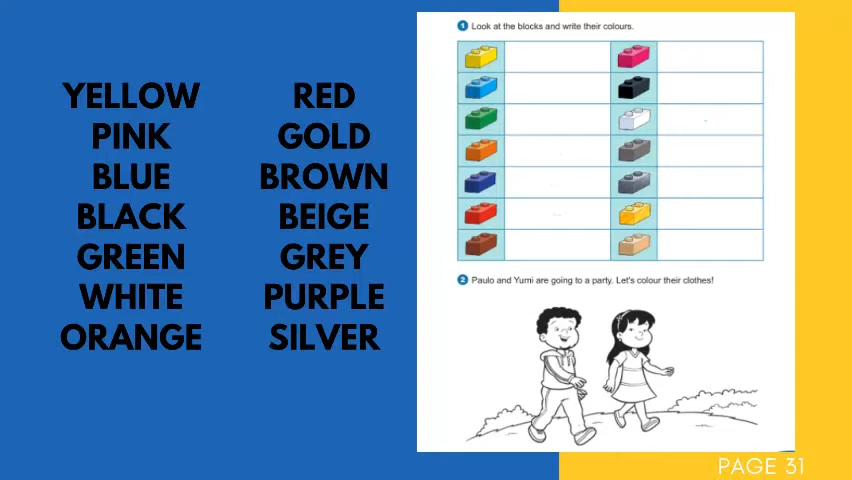 YELLOW
PINK
BLUE
BLACK
GREEN
WHITE
ORANGE
RED
GOLD
BROWN
BEIGE
GREY
PURPLE
SILVER
1 Look at the blocks and write their colours.
2 Paulo and Yumi are going to a party. Let's colour their clothes!
PAGE 31